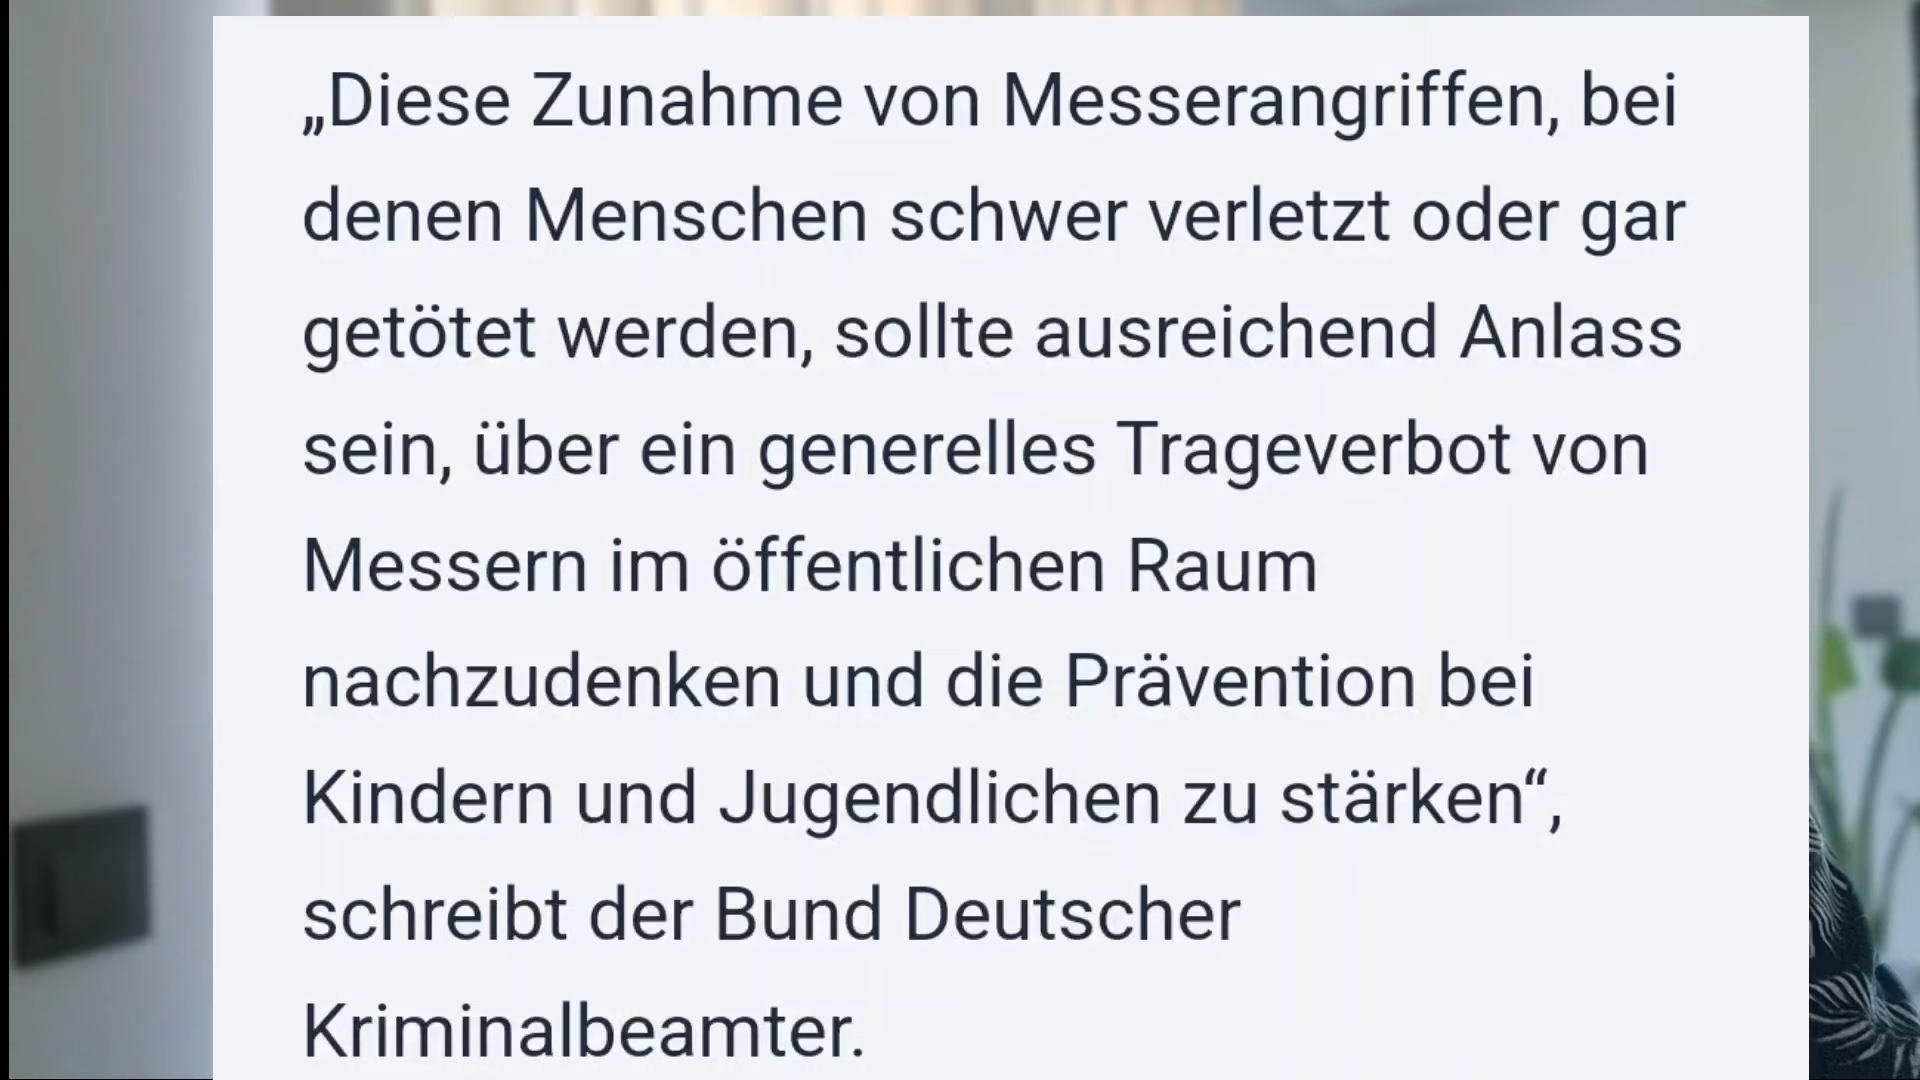 „Diese Zunahme von Messerangriffen, bei
denen Menschen schwer verletzt oder gar
getötet werden, sollte ausreichend Anlass
sein, über ein generelles Trageverbot von
Messern im öffentlichen Raum
nachzudenken und die Prävention bei
Kindern und Jugendlichen zu stärken“,
schreibt der Bund Deutscher
Kriminalbeamter.